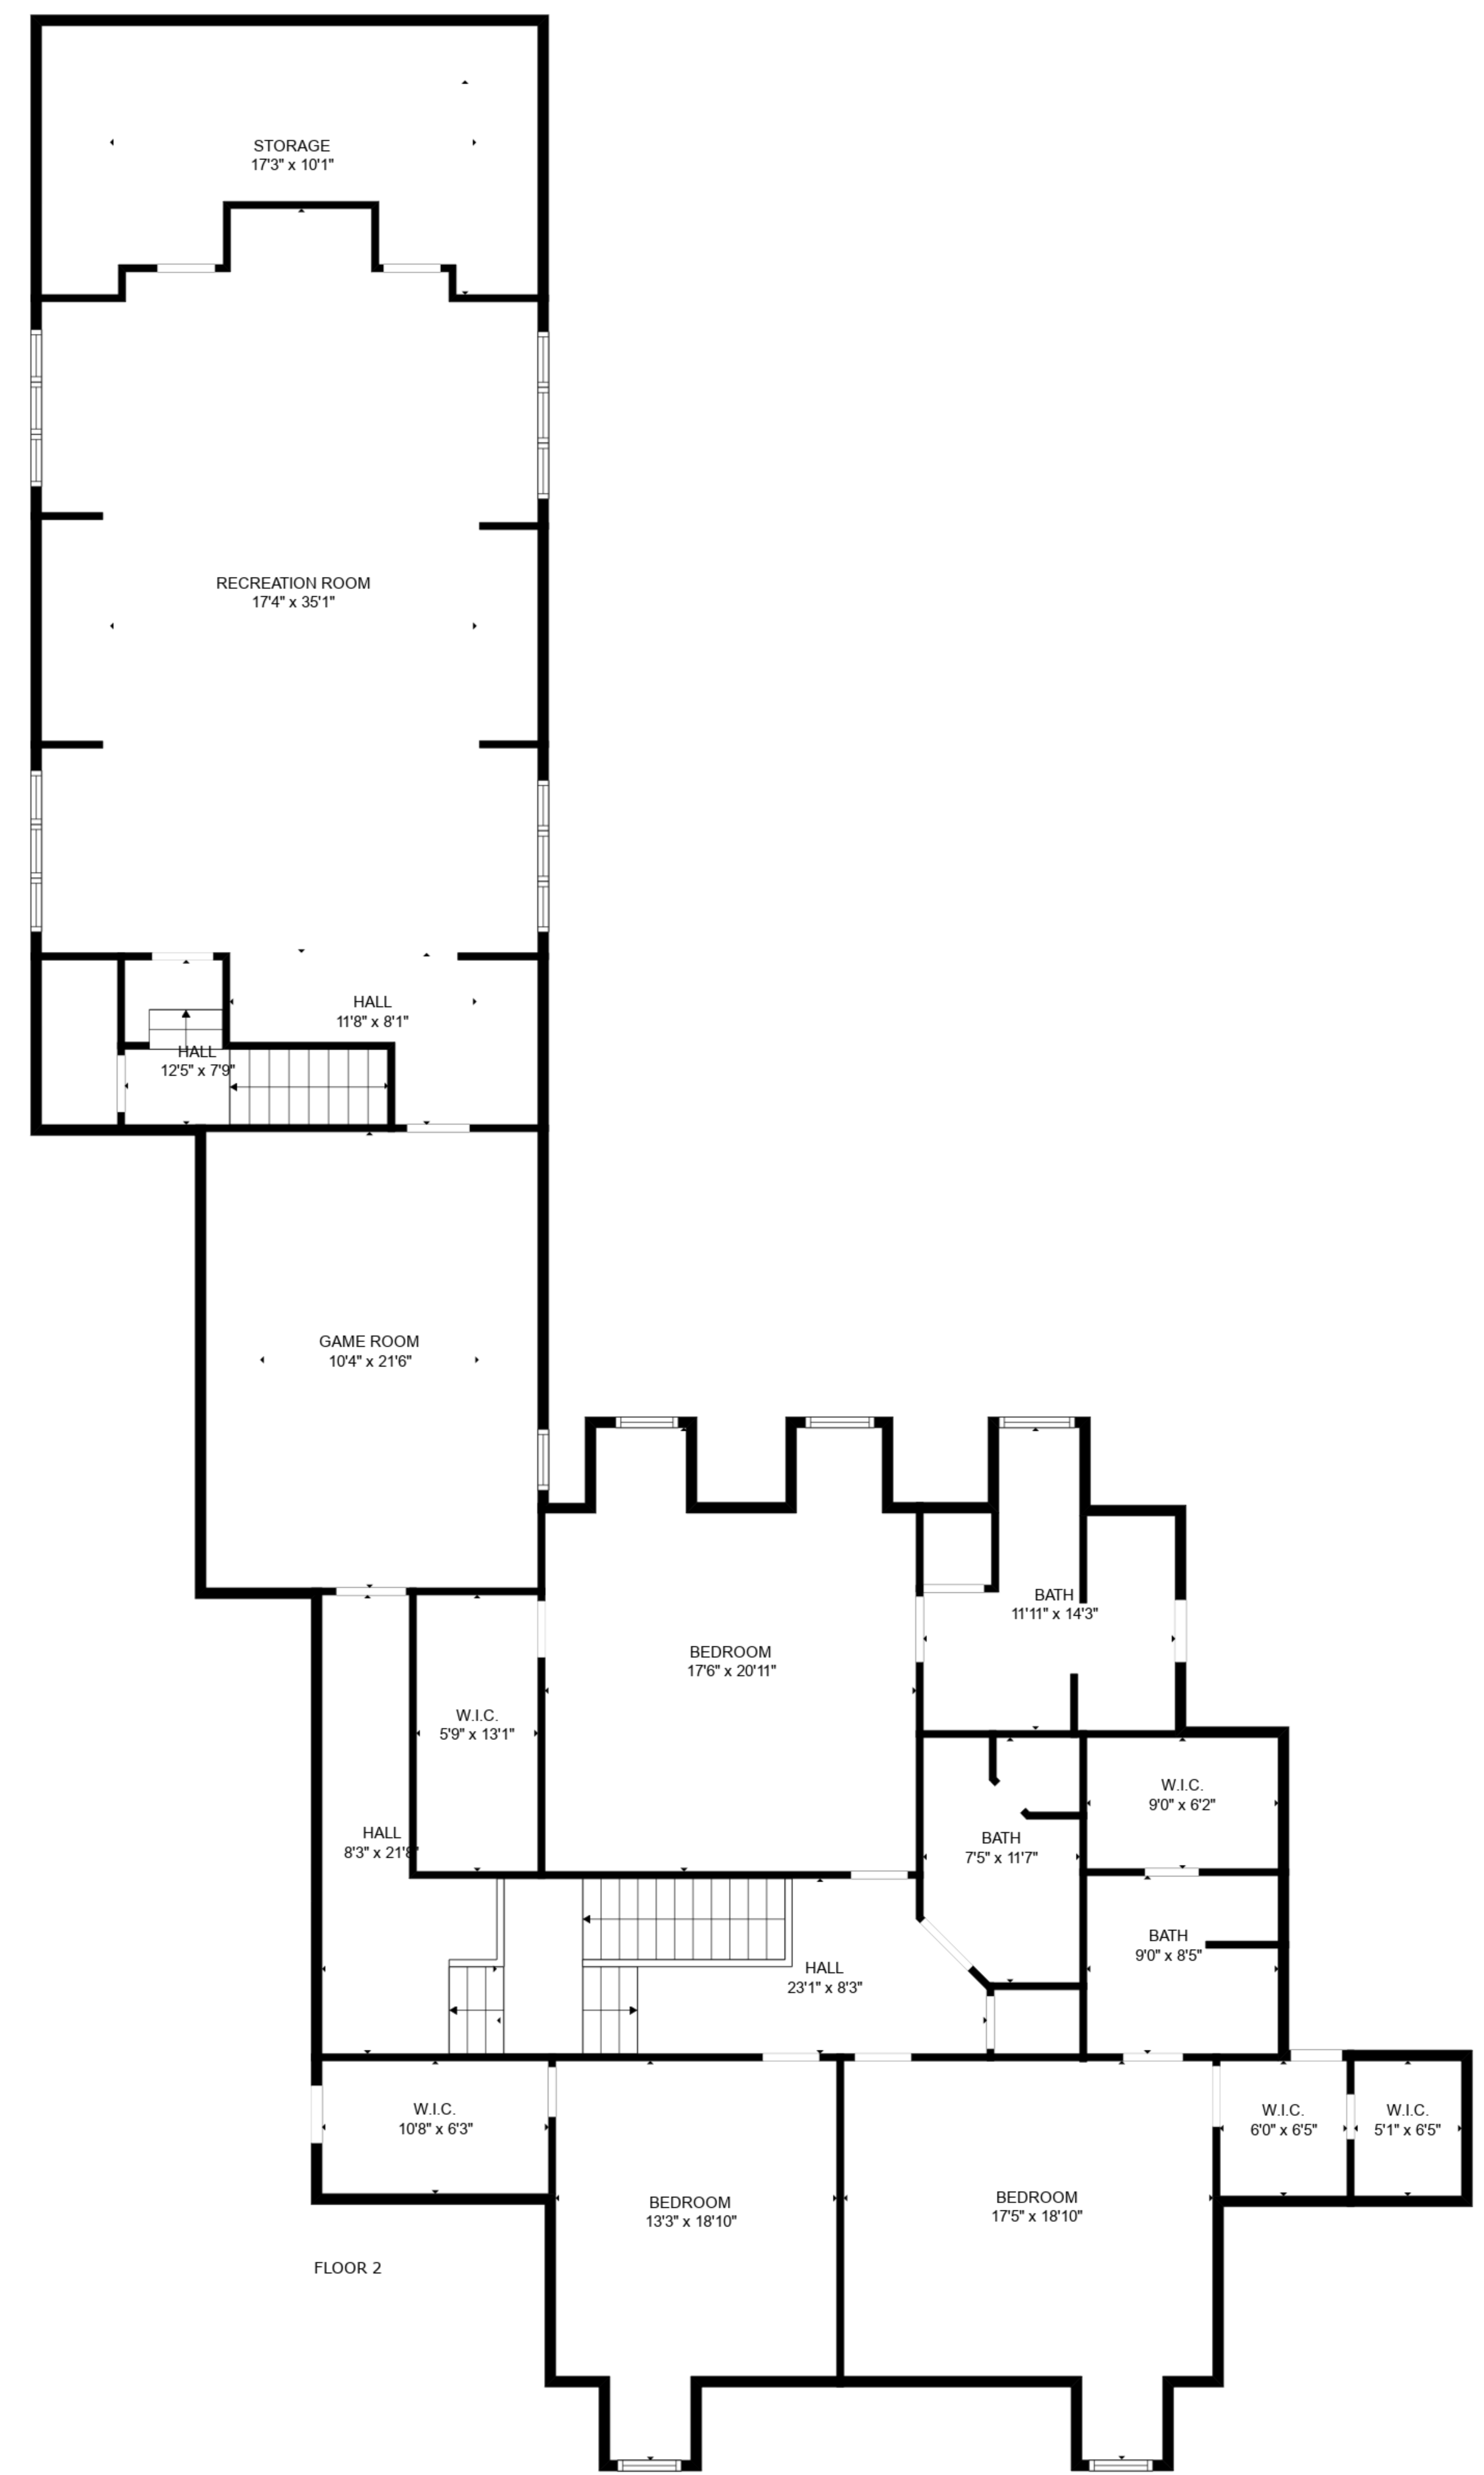 STORAGE
17'3" x 10'1"
RECREATION ROOM
17'4" x 35'1"
HALL
11'8" x 8'1"
HALL
12'5" x 7'9"
GAME ROOM
10'4" x 21'6"
BATH
11'11" x 14'3"
BEDROOM
17'6" x 20'11"
W.I.C.
5'9" x 13'1"
W.I.C.
9'0" x 6'2"
HALL
8'3" x 21'8"
BATH
7'5" x 11'7"
BATH
9'0" x 8'5"
HALL
23'1" x 8'3"
W.I.C.
10'8" x 6'3"
W.I.C.
6'0" x 6'5"
W.I.C.
5'1" x 6'5"
BEDROOM
13'3" x 18'10"
BEDROOM
17'5" x 18'10"
FLOOR 2